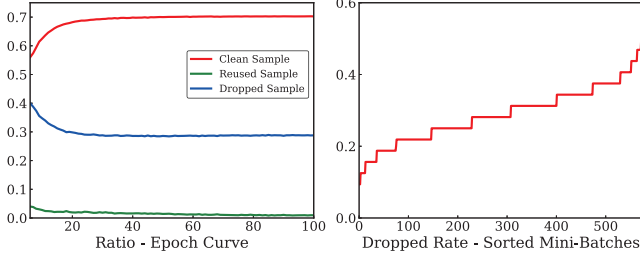 0.7
0.6
0.5
0.4
0.3
0.2
0.1
0.0
20 40 60 80 100
Clean Sample
Reused Sample
Dropped Sample
Ratio - Epoch Curve
0.6
0.4
0.2
0.0
0 100 200 300 400 500
Dropped Rate - Sorted Mini-Batches